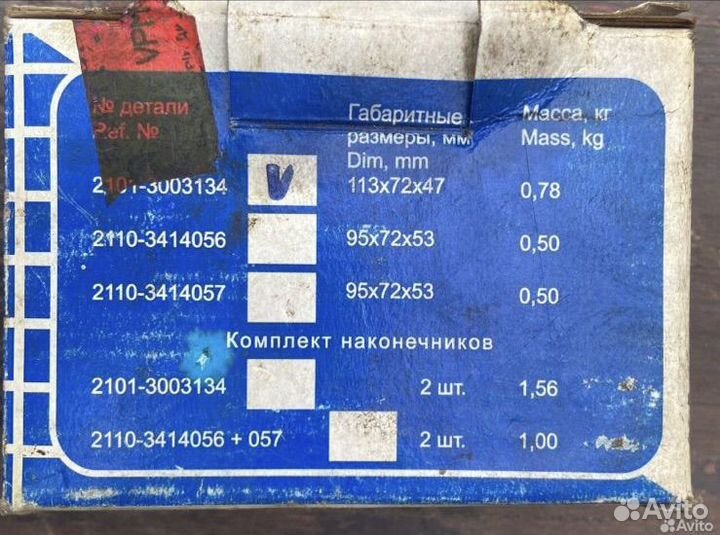 VPM
№ детали
Ref. №
Габаритные размеры, мм
Dim, mm
Масса, кг
Mass, kg
2101-3003134 V 113x72x47 0,78
2110-3414056 95x72x53 0,50
2110-3414057 95x72x53 0,50
Комплект наконечников
2101-3003134 2 шт. 1,56
2110-3414056 + 057 2 шт. 1,00
Avito
Avito